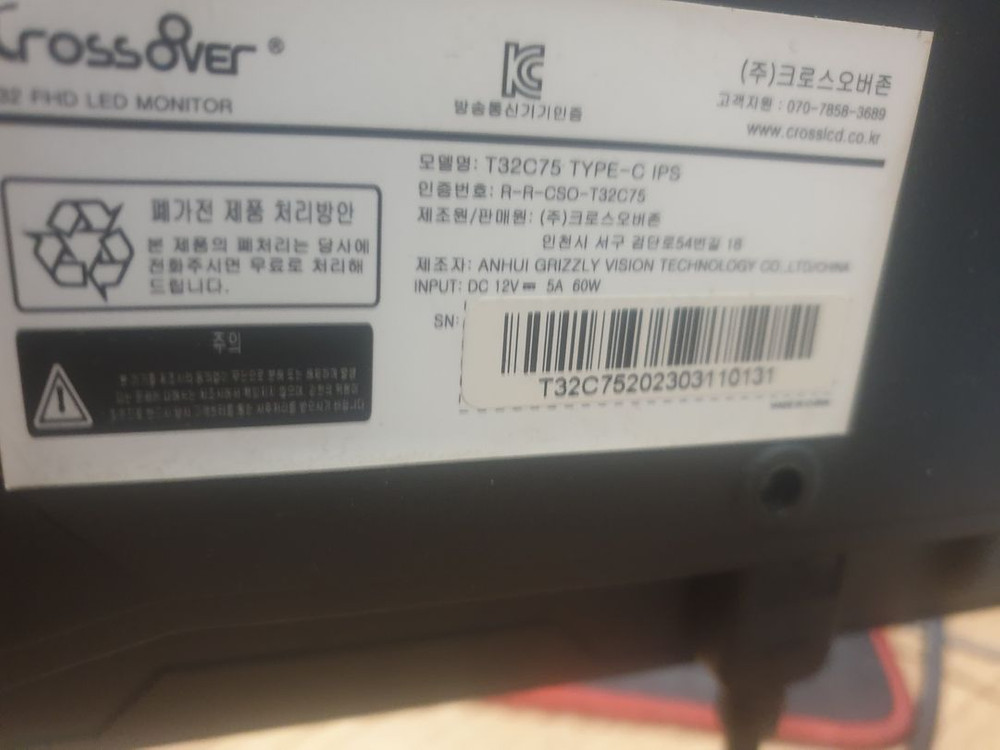 CROSSOVER ®
32 FHD LED MONITOR
방송통신기기인증
(주)크로스오버존
고객지원 : 070-7858-3689
www.crosslcd.co.kr
폐가전 제품 처리방안
본 제품의 폐처리는 당사에
전화주시면 무료로 처리해
드립니다.
주의
모델명: T32C75 TYPE-C IPS
인증번호: R-R-CSO-T32C75
제조원/판매원: (주)크로스오버존
인천시 서구 검단로54번길 18
제조자: ANHUI GRIZZLY VISION TECHNOLOGY CO.,LTD/CHINA
INPUT: DC 12V⎓ 5A 60W
SN:
T32C75202303110131